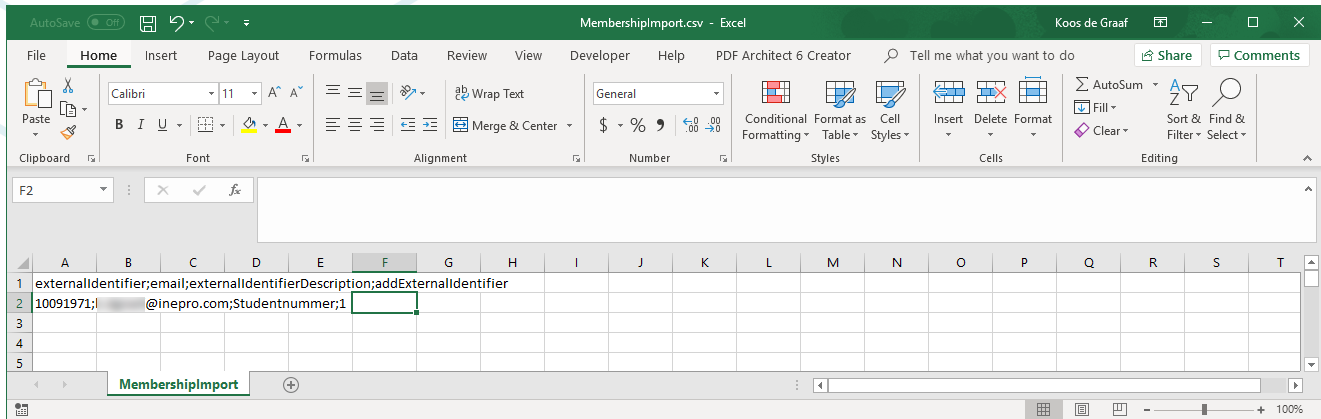 AutoSave Off MembershipImport.csv - Excel Koos de Graaf
File Home Insert Page Layout Formulas Data Review View Developer Help PDF Architect 6 Creator Tell me what you want to do Share Comments
Paste
Calibri 11 A A
B I U A
ab Wrap Text
Merge & Center
General
$ % 9 .00 .00
Conditional Formatting
Format as Table
Cell Styles
Insert Delete Format
AutoSum
Fill
Clear
Sort & Filter
Find & Select
Clipboard Font Alignment Number Styles Cells Editing
F2 fx
A B C D E F G H I J K L M N O P Q R S T
1 externalIdentifier;email;externalIdentifierDescription;addExternalIdentifier
2 10091971; @inepro.com;Studentnummer;1
3
4
5
MembershipImport
100%